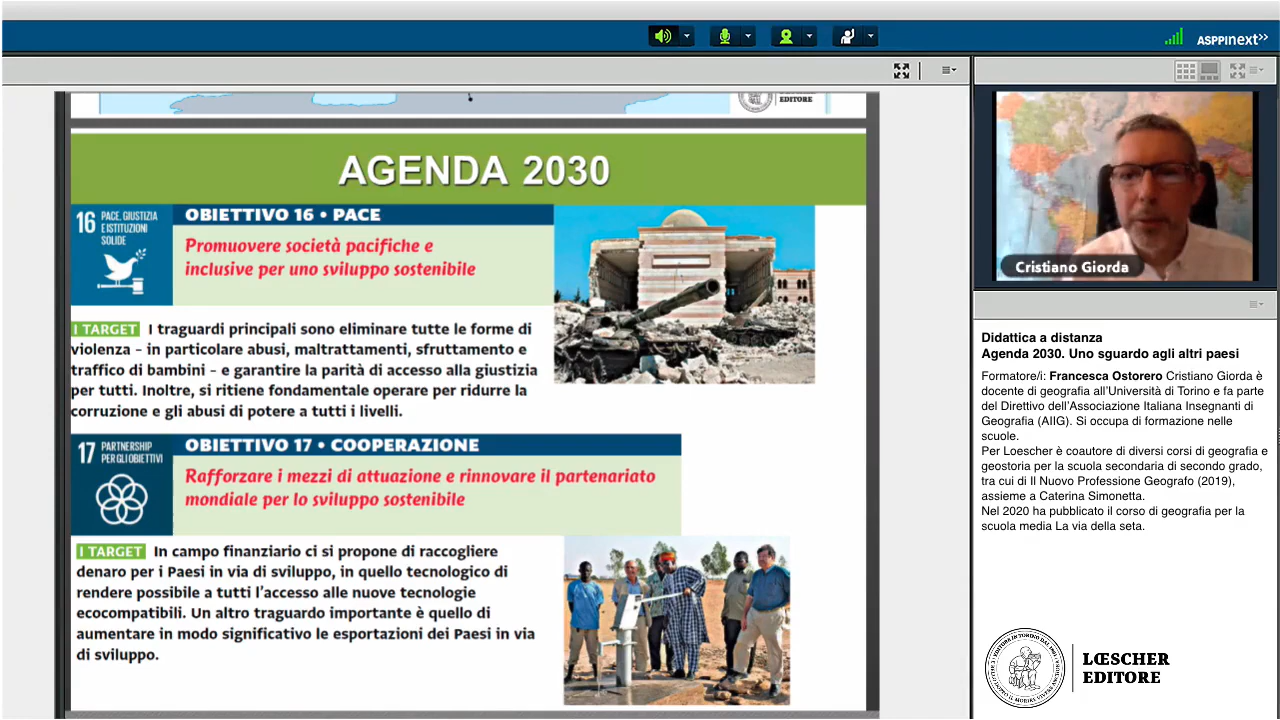 ASPPInext>>
EDITORE
AGENDA 2030
16 PACE, GIUSTIZIA
E ISTITUZIONI
SOLIDE
OBIETTIVO 16 • PACE
Promuovere società pacifiche e
inclusive per uno sviluppo sostenibile
I TARGET I traguardi principali sono eliminare tutte le forme di
violenza – in particolare abusi, maltrattamenti, sfruttamento e
traffico di bambini – e garantire la parità di accesso alla giustizia
per tutti. Inoltre, si ritiene fondamentale operare per ridurre la
corruzione e gli abusi di potere a tutti i livelli.
17 PARTNERSHIP
PER GLI OBIETTIVI
OBIETTIVO 17 • COOPERAZIONE
Rafforzare i mezzi di attuazione e rinnovare il partenariato
mondiale per lo sviluppo sostenibile
I TARGET In campo finanziario ci si propone di raccogliere
denaro per i Paesi in via di sviluppo, in quello tecnologico di
rendere possibile a tutti l'accesso alle nuove tecnologie
ecocompatibili. Un altro traguardo importante è quello di
aumentare in modo significativo le esportazioni dei Paesi in via
di sviluppo.
Cristiano Giorda
Didattica a distanza
Agenda 2030. Uno sguardo agli altri paesi
Formatore/i: Francesca Ostorero Cristiano Giorda è
docente di geografia all'Università di Torino e fa parte
del Direttivo dell'Associazione Italiana Insegnanti di
Geografia (AIIG). Si occupa di formazione nelle
scuole.
Per Loescher è coautore di diversi corsi di geografia e
geostoria per la scuola secondaria di secondo grado,
tra cui di Il Nuovo Professione Geografo (2019),
assieme a Caterina Simonetta.
Nel 2020 ha pubblicato il corso di geografia per la
scuola media La via della seta.
LŒSCHER
EDITORE